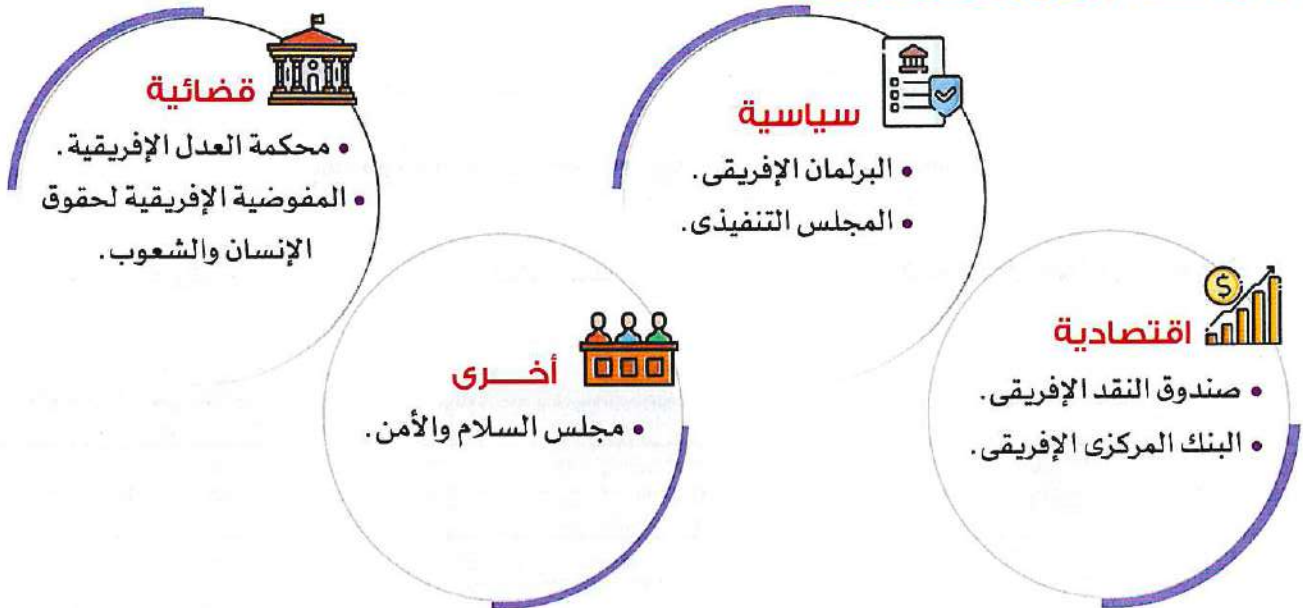 اقتصادية
• صندوق النقد الإفريقى.
• البنك المركزى الإفريقى.
سياسية
• البرلمان الإفريقى.
• المجلس التنفيذى.
أخــرى
• مجلس السلام والأمن.
قضائية
• محكمة العدل الإفريقية.
• المفوضية الإفريقية لحقوق
الإنسان والشعوب.